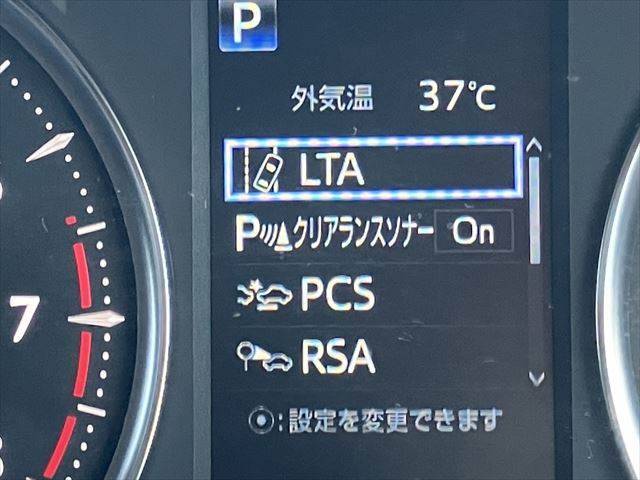 P
外気温 37℃
LTA
P クリアランスソナー On
PCS
7
RSA
:設定を変更できます